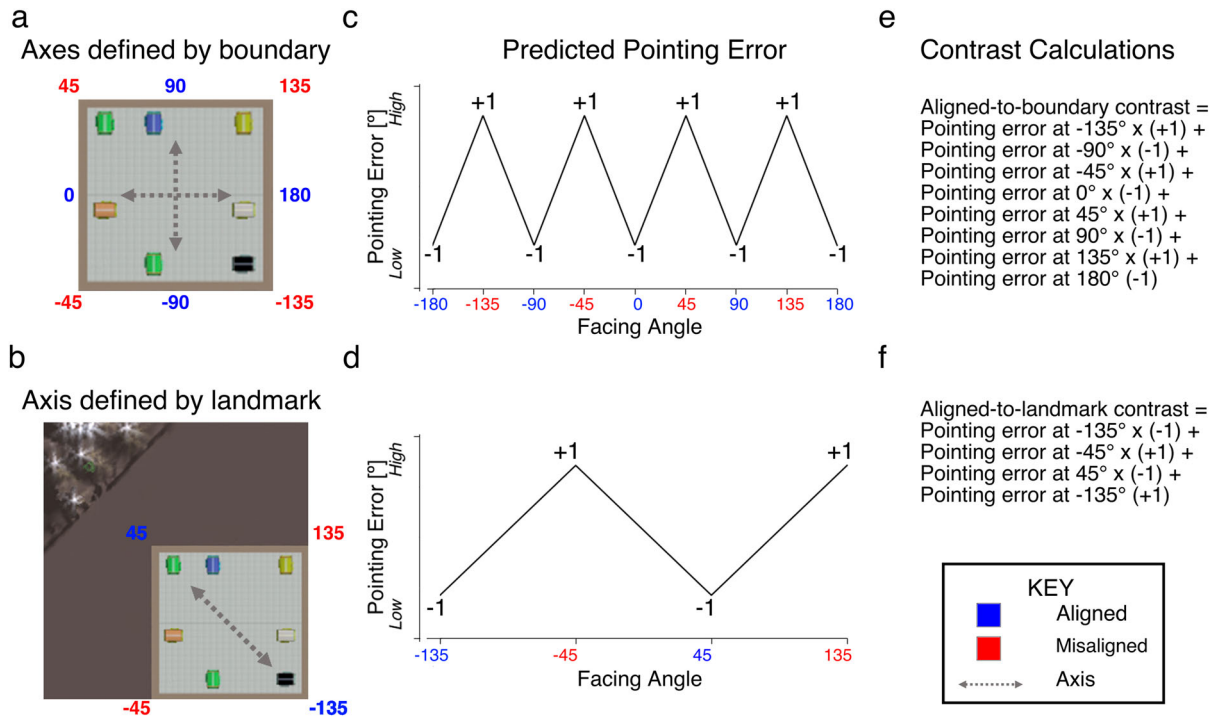 a
Axes defined by boundary
45
90
135
0
180
-45
-90
-135
c
Predicted Pointing Error
Pointing Error [°]
High
Low
+1
+1
+1
+1
-1
-1
-1
-1
-1
-180
-135
-90
-45
0
45
90
135
180
Facing Angle
e
Contrast Calculations
Aligned-to-boundary contrast =
Pointing error at -135° x (+1) +
Pointing error at -90° x (-1) +
Pointing error at -45° x (+1) +
Pointing error at 0° x (-1) +
Pointing error at 45° x (+1) +
Pointing error at 90° x (-1) +
Pointing error at 135° x (+1) +
Pointing error at 180° (-1)
b
Axis defined by landmark
45
135
-45
-135
d
Pointing Error [°]
High
Low
+1
+1
-1
-1
-135
-45
45
135
Facing Angle
f
Aligned-to-landmark contrast =
Pointing error at -135° x (-1) +
Pointing error at -45° x (+1) +
Pointing error at 45° x (-1) +
Pointing error at -135° (+1)
KEY
Aligned
Misaligned
Axis